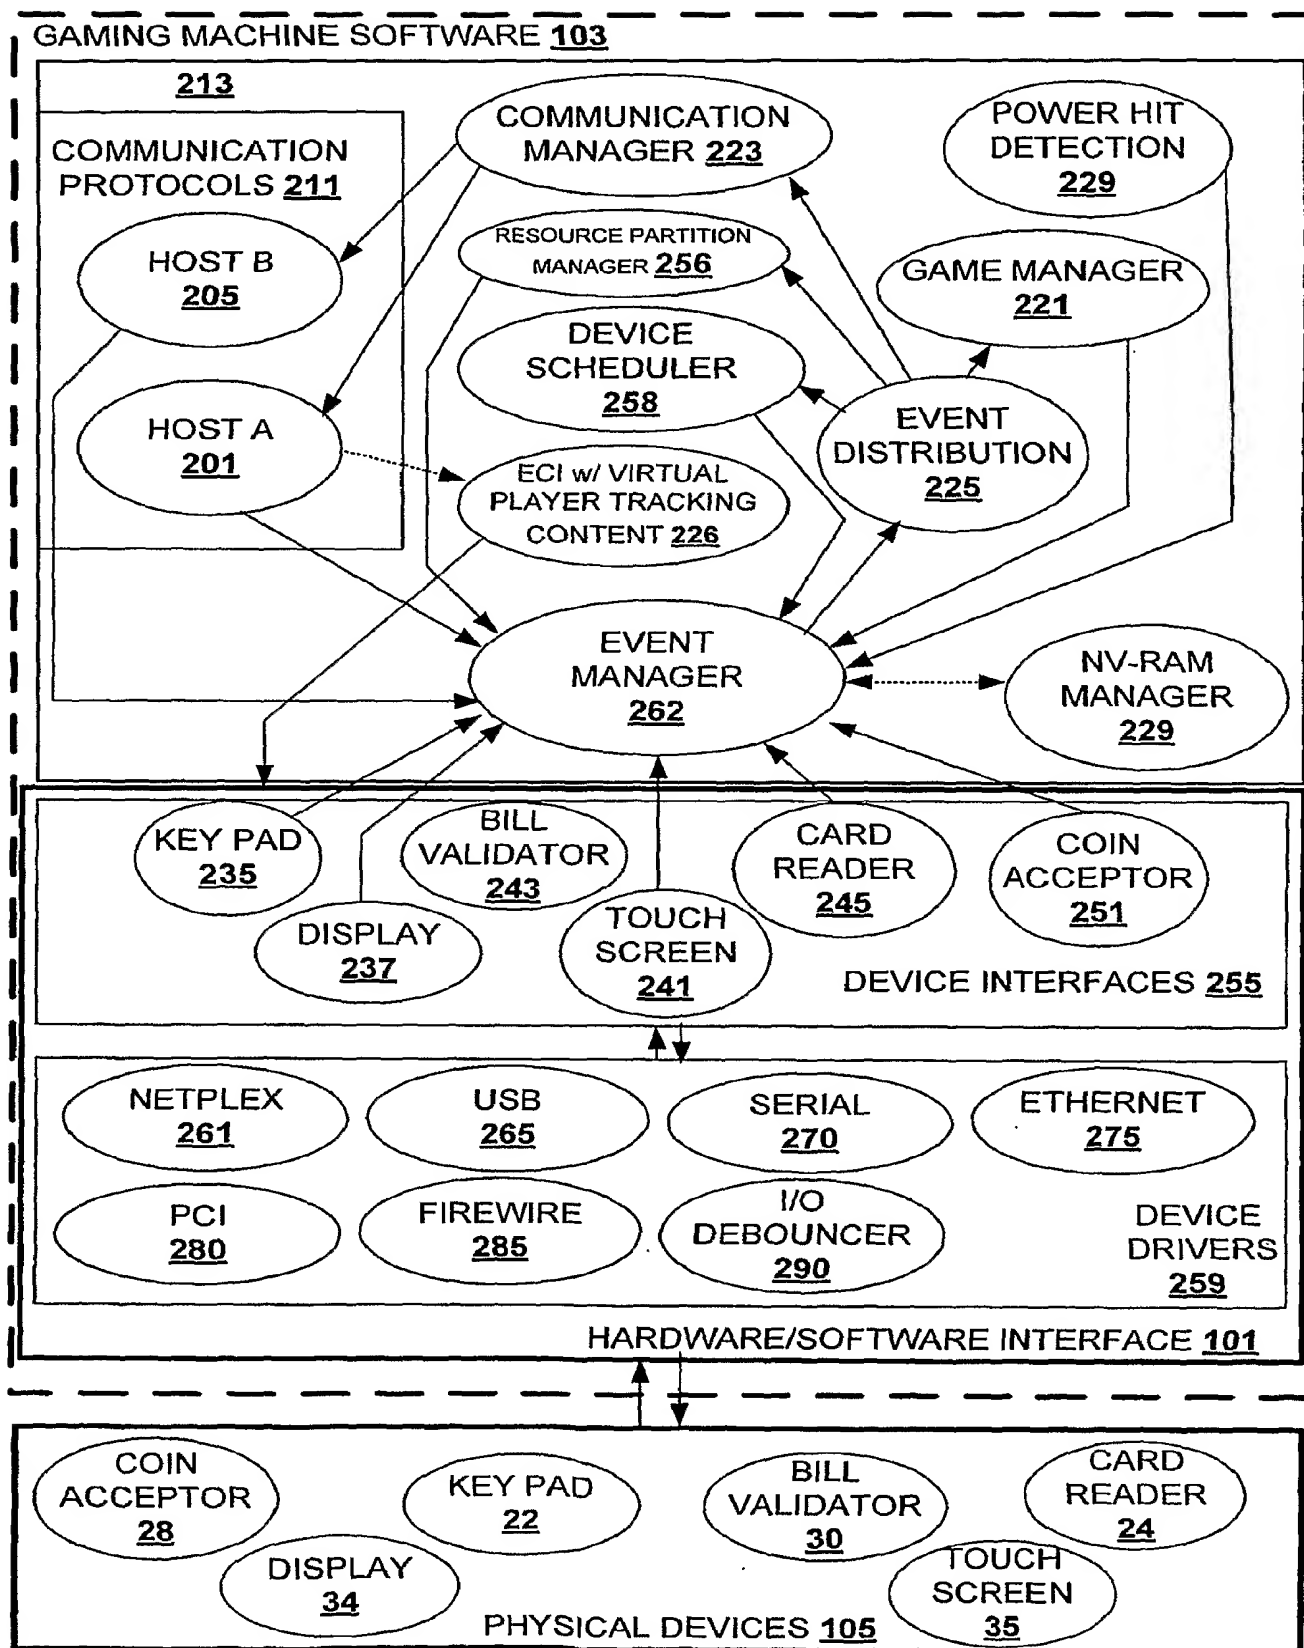 GAMING MACHINE SOFTWARE 103
213
COMMUNICATION
PROTOCOLS 211
HOST B
205
HOST A
201
COMMUNICATION
MANAGER 223
RESOURCE PARTITION
MANAGER 256
DEVICE
SCHEDULER
258
ECI w/ VIRTUAL
PLAYER TRACKING
CONTENT 226
POWER HIT
DETECTION
229
GAME MANAGER
221
EVENT
DISTRIBUTION
225
EVENT
MANAGER
262
NV-RAM
MANAGER
229
KEY PAD
235
DISPLAY
237
BILL
VALIDATOR
243
TOUCH
SCREEN
241
CARD
READER
245
COIN
ACCEPTOR
251
DEVICE INTERFACES 255
NETPLEX
261
USB
265
SERIAL
270
ETHERNET
275
PCI
280
FIREWIRE
285
I/O
DEBOUNCER
290
DEVICE
DRIVERS
259
HARDWARE/SOFTWARE INTERFACE 101
COIN
ACCEPTOR
28
DISPLAY
34
KEY PAD
22
BILL
VALIDATOR
30
CARD
READER
24
TOUCH
SCREEN
35
PHYSICAL DEVICES 105